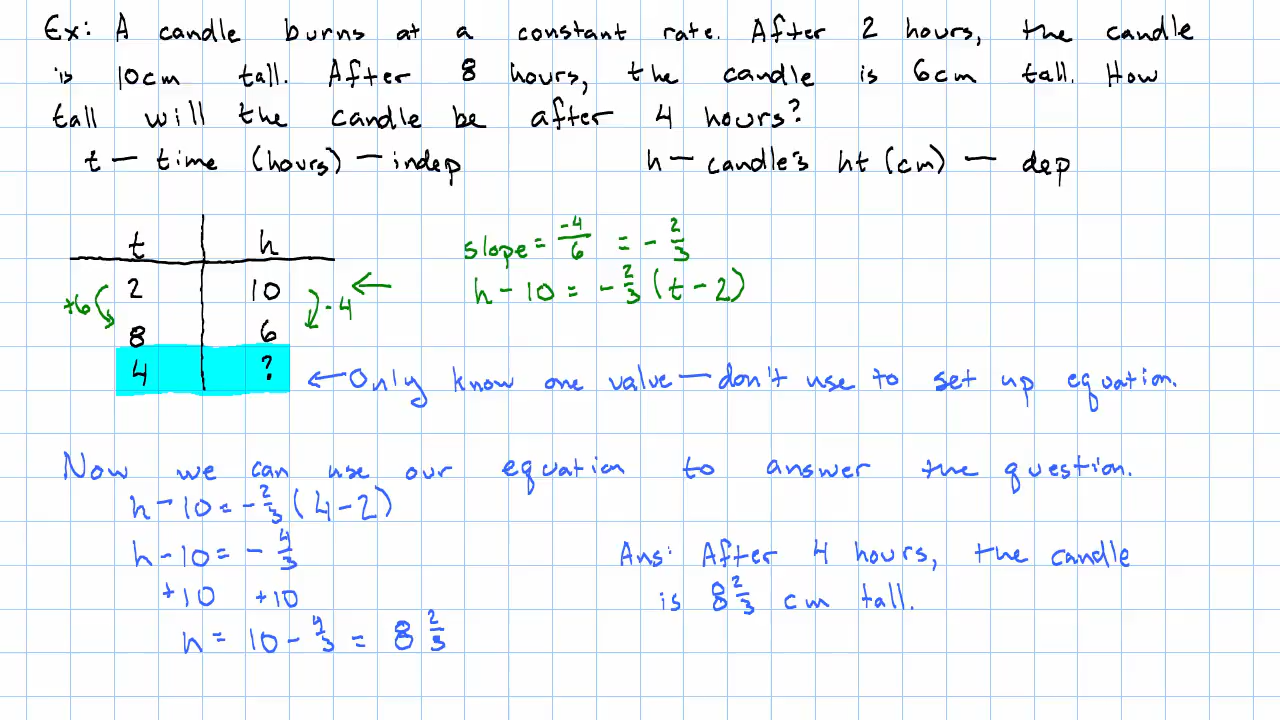 Ex: A candle burns at a constant rate. After 2 hours, the candle
is 10cm tall. After 8 hours, the candle is 6cm tall. How
tall will the candle be after 4 hours?
t — time (hours) — indep h — candle's ht (cm) — dep
t h
2 10 ←
+6 -4
8 6
4 ?
slope = -4/6 = -2/3
h - 10 = -2/3 (t - 2)
← Only know one value — don't use to set up equation.
Now we can use our equation to answer the question.
h - 10 = -2/3 (4 - 2)
h - 10 = -4/3
+10 +10
h = 10 - 4/3 = 8 2/3
Ans: After 4 hours, the candle
is 8 2/3 cm tall.